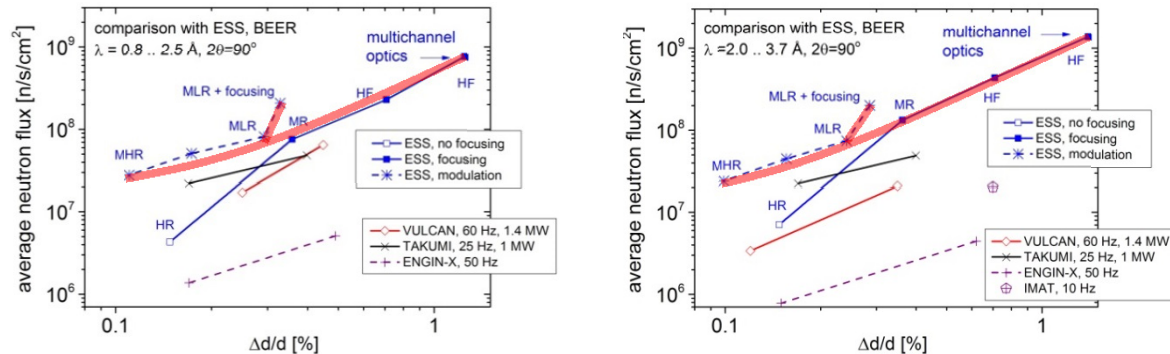 comparison with ESS, BEER
λ = 0.8 .. 2.5 Å, 2θ=90°
multichannel
optics
HF
MLR + focusing
HF
MLR
MR
MHR
HR
ESS, no focusing
ESS, focusing
ESS, modulation
VULCAN, 60 Hz, 1.4 MW
TAKUMI, 25 Hz, 1 MW
ENGIN-X, 50 Hz
average neutron flux [n/s/cm²]
10⁹
10⁸
10⁷
10⁶
0.1
1
Δd/d [%]
comparison with ESS, BEER
λ =2.0 .. 3.7 Å, 2θ=90°
multichannel
optics
HF
MLR + focusing
MR
HF
MLR
MHR
HR
ESS, no focusing
ESS, focusing
ESS, modulation
VULCAN, 60 Hz, 1.4 MW
TAKUMI, 25 Hz, 1 MW
ENGIN-X, 50 Hz
IMAT, 10 Hz
average neutron flux [n/s/cm²]
10⁹
10⁸
10⁷
10⁶
0.1
1
Δd/d [%]